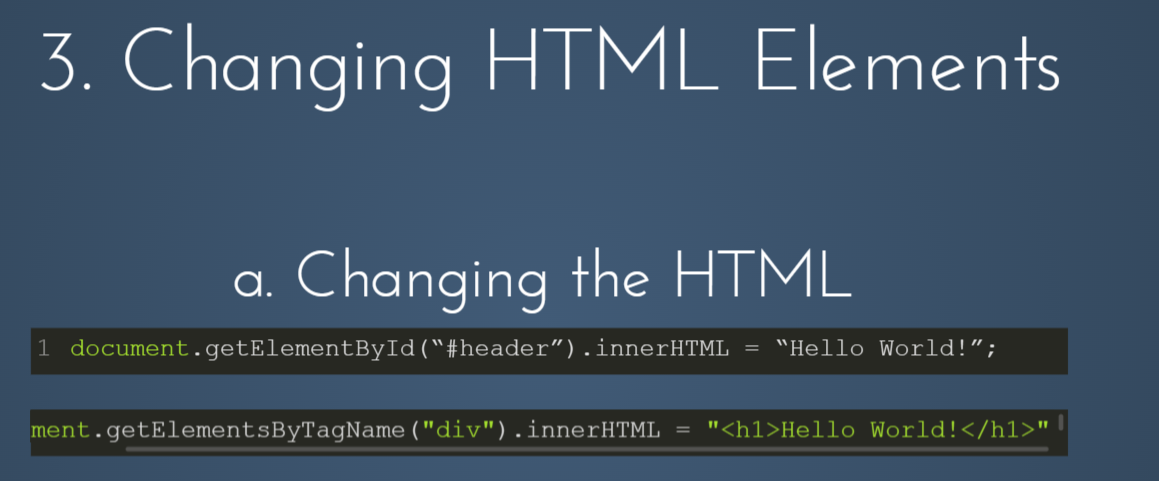 3. Changing HTML Elements
a. Changing the HTML
1 document.getElementById(“#header”).innerHTML = “Hello World!”;
ment.getElementsByTagName("div").innerHTML = "<h1>Hello World!</h1>"